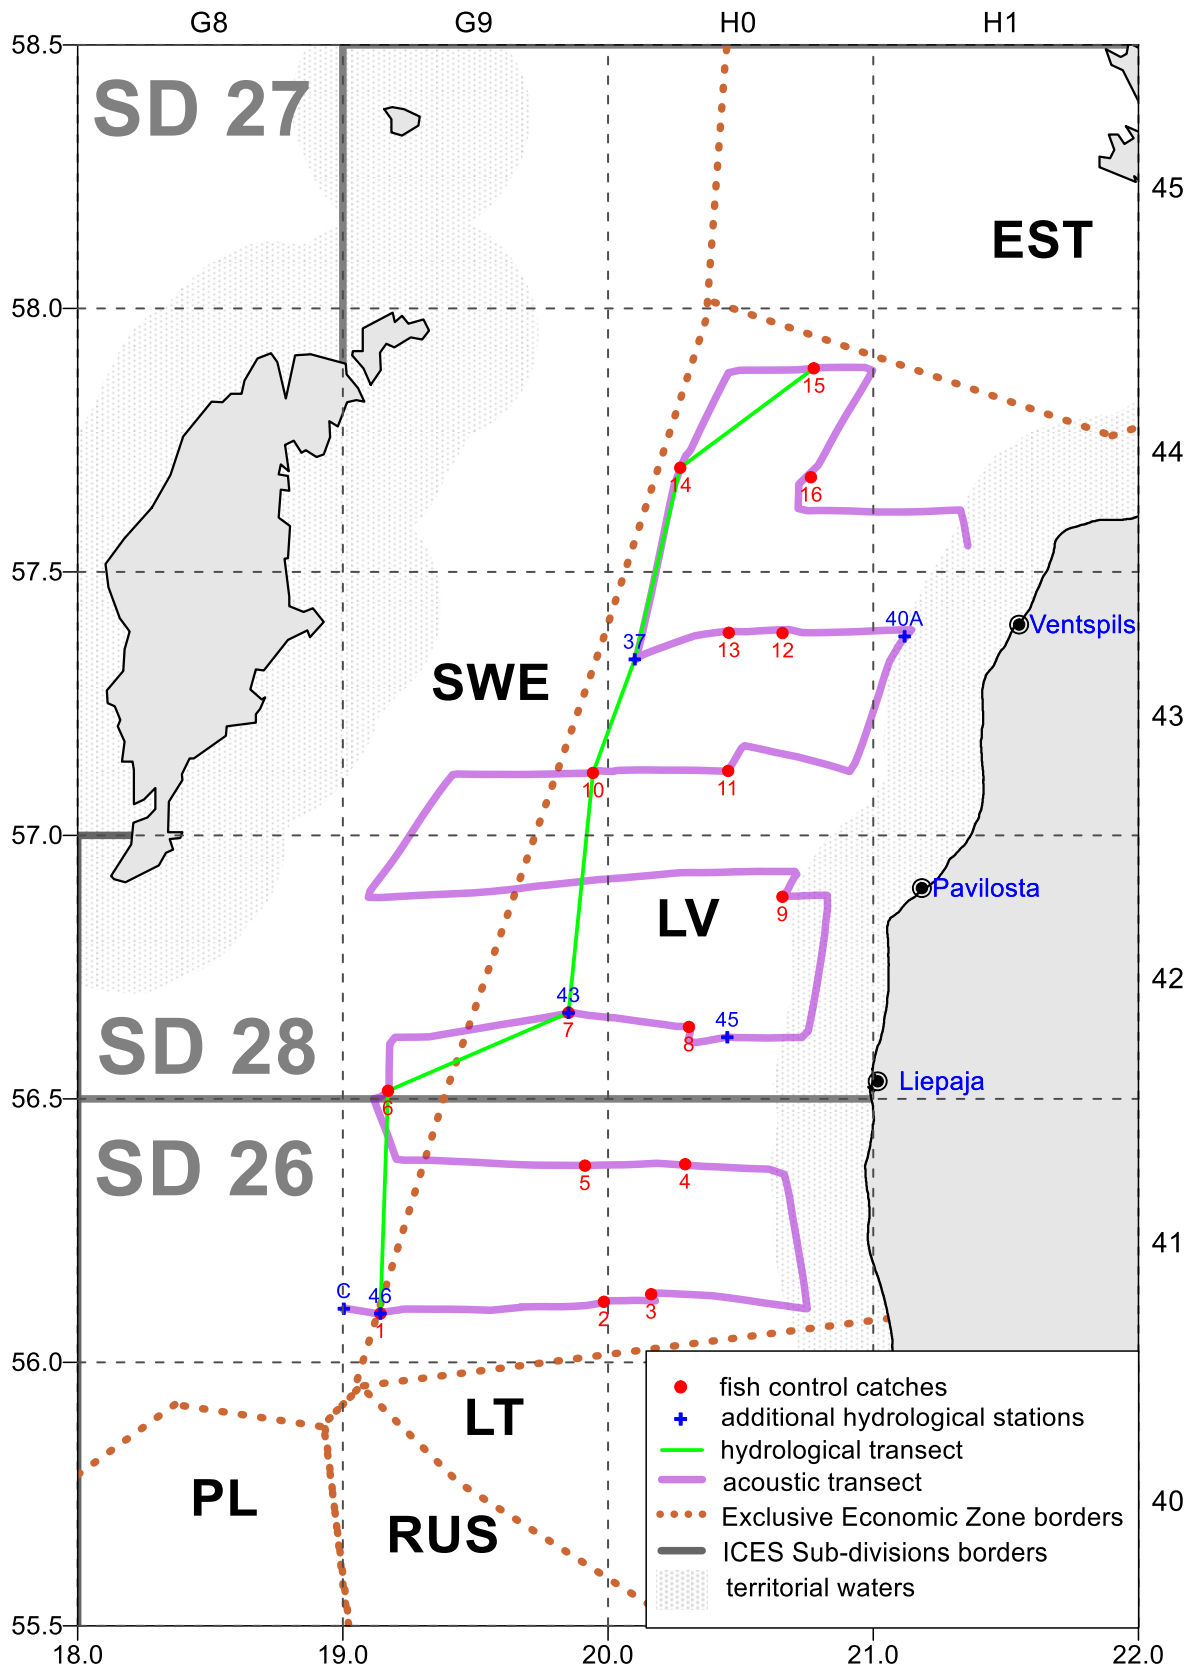 G8 G9 H0 H1
58.5
SD 27
45
EST
58.0
15
44
14
16
57.5
40A
Ventspils
37
13 12
SWE
43
10 11
57.0
Pavilosta
9
LV
42
43
45
7
8
SD 28
Liepaja
56.5
6
SD 26
5 4
41
C
46
1
2
3
56.0
LT
PL
RUS
40
fish control catches
additional hydrological stations
hydrological transect
acoustic transect
Exclusive Economic Zone borders
ICES Sub-divisions borders
territorial waters
55.5
18.0 19.0 20.0 21.0 22.0